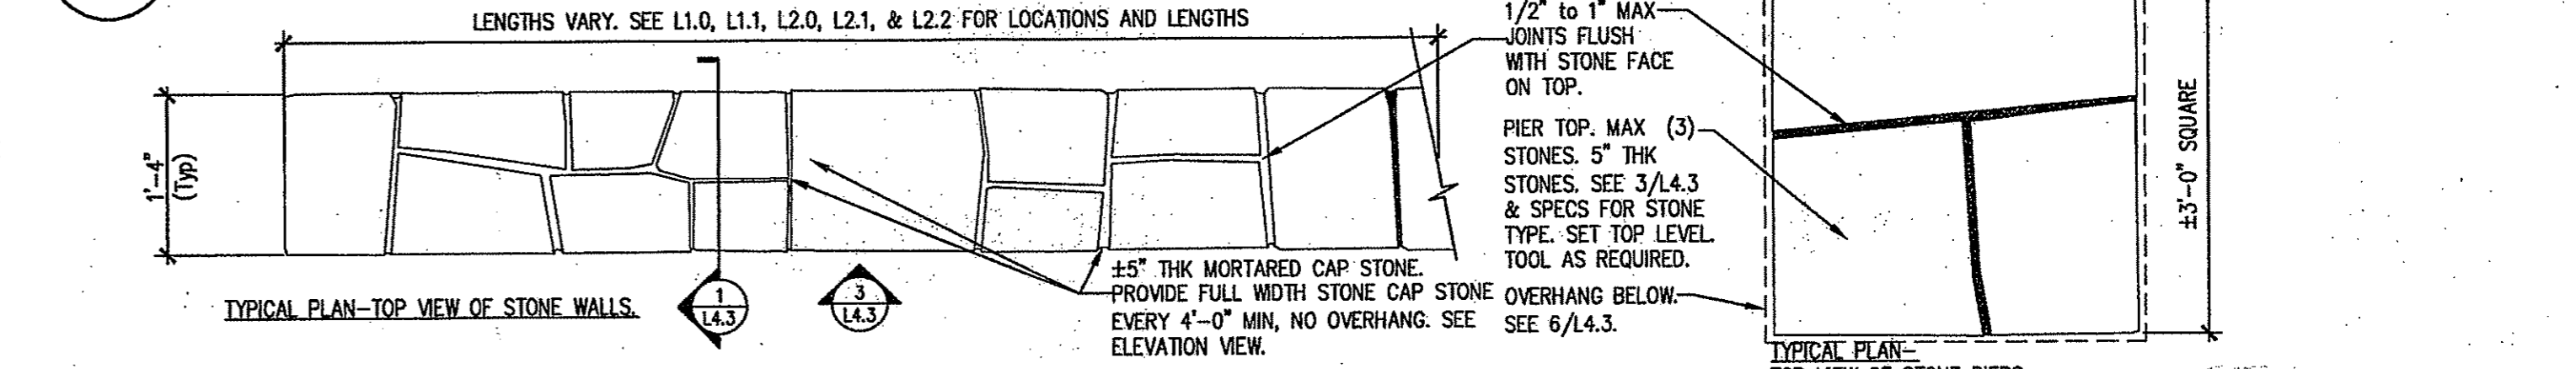 LENGTHS VARY. SEE L1.0, L1.1, L2.0, L2.1, & L2.2 FOR LOCATIONS AND LENGTHS
1'-4"
(Typ)
TYPICAL PLAN-TOP VIEW OF STONE WALLS.
1
L4.3
3
L4.3
±5" THK MORTARED CAP STONE.
PROVIDE FULL WIDTH STONE CAP STONE
EVERY 4'-0" MIN, NO OVERHANG. SEE
ELEVATION VIEW.
1/2" to 1" MAX
JOINTS FLUSH
WITH STONE FACE
ON TOP.
PIER TOP. MAX (3)
STONES. 5" THK
STONES. SEE 3/L4.3
& SPECS FOR STONE
TYPE. SET TOP LEVEL.
TOOL AS REQUIRED.
OVERHANG BELOW.
SEE 6/L4.3.
±3'-0" SQUARE
TYPICAL PLAN-